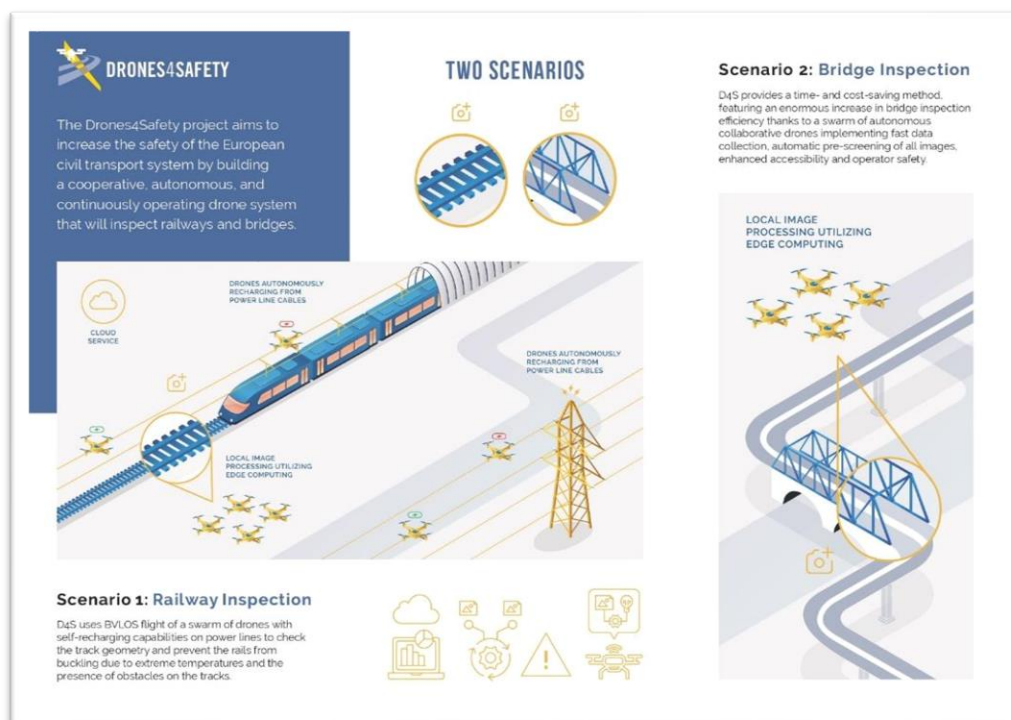 DRONES4SAFETY
The Drones4Safety project aims to
increase the safety of the European
civil transport system by building
a cooperative, autonomous, and
continuously operating drone system
that will inspect railways and bridges.
TWO SCENARIOS
CLOUD
SERVICE
DRONES AUTONOMOUSLY
RECHARGING FROM
POWER LINE CABLES
DRONES AUTONOMOUSLY
RECHARGING FROM
POWER LINE CABLES
LOCAL IMAGE
PROCESSING UTILIZING
EDGE COMPUTING
Scenario 1: Railway Inspection
D4S uses BVLOS flight of a swarm of drones with
self-recharging capabilities on power lines to check
the track geometry and prevent the rails from
buckling due to extreme temperatures and the
presence of obstacles on the tracks.
Scenario 2: Bridge Inspection
D4S provides a time- and cost-saving method,
featuring an enormous increase in bridge inspection
efficiency thanks to a swarm of autonomous
collaborative drones implementing fast data
collection, automatic pre-screening of all images,
enhanced accessibility and operator safety.
LOCAL IMAGE
PROCESSING UTILIZING
EDGE COMPUTING